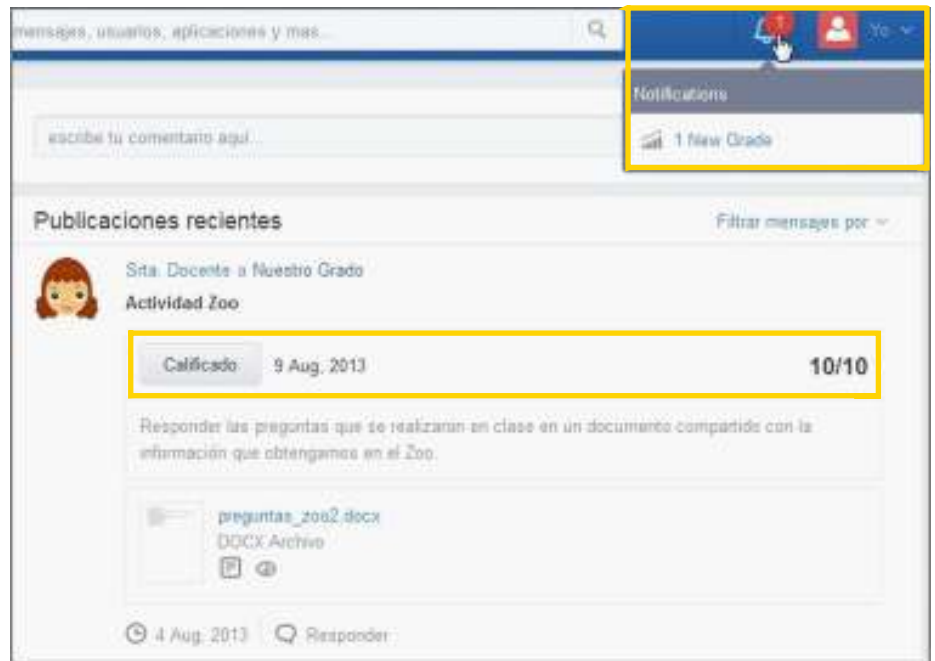 mensajes, usuarios, aplicaciones y mas...
1
Yo
Notifications
1 New Grade
escribe tu comentario aquí...
Publicaciones recientes
Filtrar mensajes por
Srta. Docente a Nuestro Grado
Actividad Zoo
Calificado 9 Aug, 2013 10/10
Responder las preguntas que se realizaron en clase en un documento compartido con la
información que obtengamos en el Zoo.
preguntas_zoo2.docx
DOCX Archivo
4 Aug, 2013 Responder